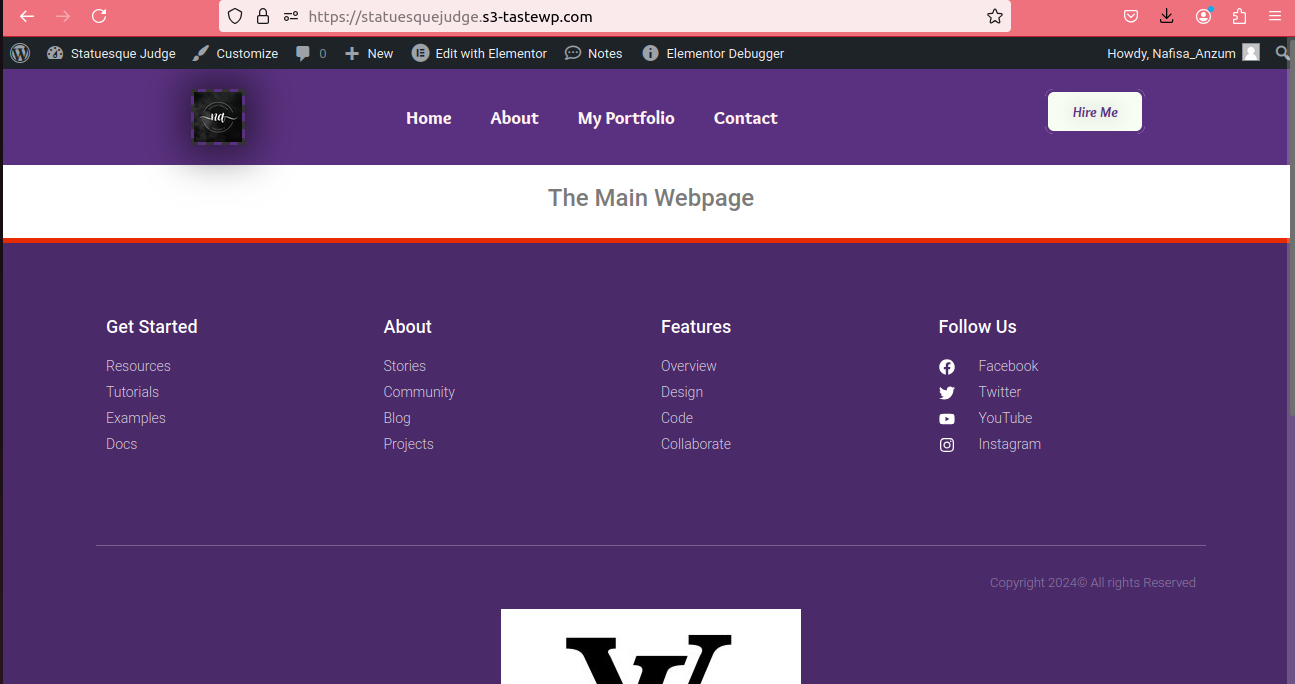 https://statuesquejudge.s3-tastewp.com
Statuesque Judge Customize 0 New Edit with Elementor Notes Elementor Debugger Howdy, Nafisa_Anzum
na Home About My Portfolio Contact Hire Me
The Main Webpage
Get Started About Features Follow Us
Resources Stories Overview Facebook
Tutorials Community Design Twitter
Examples Blog Code YouTube
Docs Projects Collaborate Instagram
Copyright 2024© All rights Reserved